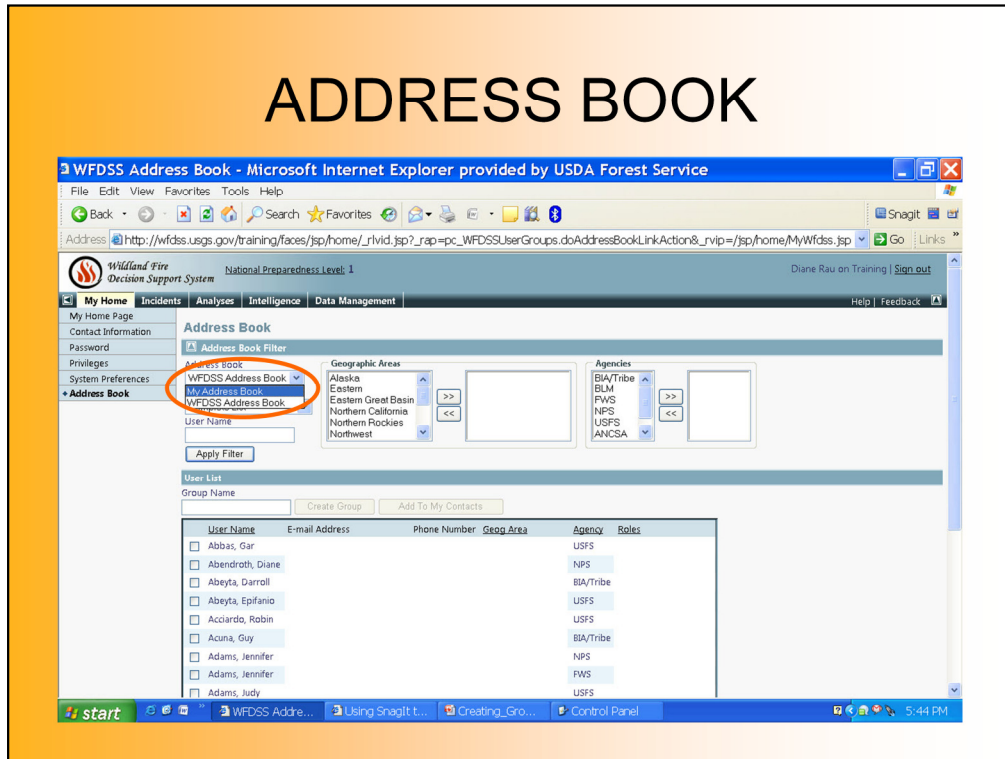 ADDRESS BOOK
WFDSS Address Book - Microsoft Internet Explorer provided by USDA Forest Service
File Edit View Favorites Tools Help
Back Search Favorites Snagit
Address http://wfdss.usgs.gov/training/faces/jsp/home/_rlvid.jsp?_rap=pc_WFDSSUserGroups.doAddressBookLinkAction&_rvip=/jsp/home/MyWfdss.jsp Go Links »
Wildland Fire
Decision Support System
National Preparedness Level: 1
Diane Rau on Training | Sign out
My Home Incidents Analyses Intelligence Data Management Help | Feedback
My Home Page
Contact Information
Password
Privileges
System Preferences
Address Book
Address Book
Address Book Filter
Address Book
WFDSS Address Book
My Address Book
WFDSS Address Book
User Name
Apply Filter
Geographic Areas
Alaska
Eastern
Eastern Great Basin
Northern California
Northern Rockies
Northwest
>>
<<
Agencies
BIA/Tribe
BLM
FWS
NPS
USFS
ANCSA
>>
<<
User List
Group Name
Create Group Add To My Contacts
User Name E-mail Address Phone Number Geog Area Agency Roles
Abbas, Gar USFS
Abendroth, Diane NPS
Abeyta, Darroll BIA/Tribe
Abeyta, Epifanio USFS
Acciardo, Robin USFS
Acuna, Guy BIA/Tribe
Adams, Jennifer NPS
Adams, Jennifer FWS
Adams, Judy USFS
start » WFDSS Addre... Using SnagIt t... Creating_Gro... Control Panel 5:44 PM